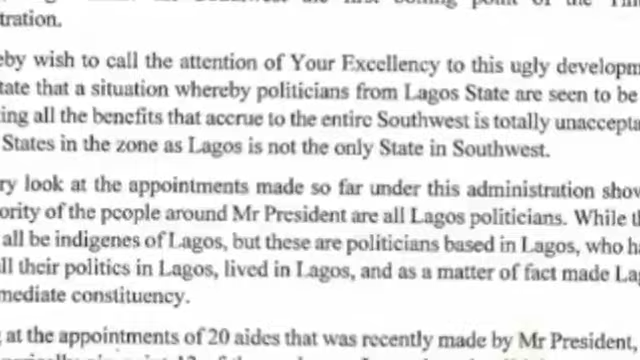 tration.
eby wish to call the attention of Your Excellency to this ugly developm
tate that a situation whereby politicians from Lagos State are seen to be
ing all the benefits that accrue to the entire Southwest is totally unaccepta
States in the zone as Lagos is not the only State in Southwest.
ry look at the appointments made so far under this administration show
ority of the people around Mr President are all Lagos politicians. While th
all be indigenes of Lagos, but these are politicians based in Lagos, who ha
ll their politics in Lagos, lived in Lagos, and as a matter of fact made Lag
mediate constituency.
at the appointments of 20 aides that was recently made by Mr President,